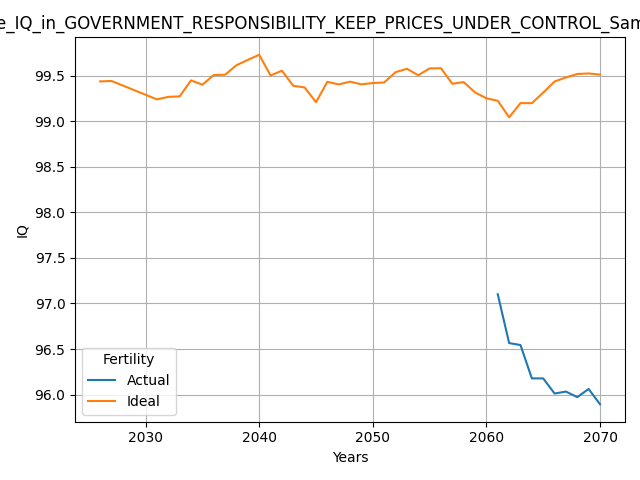 e_IQ_in_GOVERNMENT_RESPONSIBILITY_KEEP_PRICES_UNDER_CONTROL_Sam
99.5
99.0
98.5
98.0
97.5
97.0
96.5
96.0
IQ
Fertility
Actual
Ideal
2030
2040
2050
2060
2070
Years